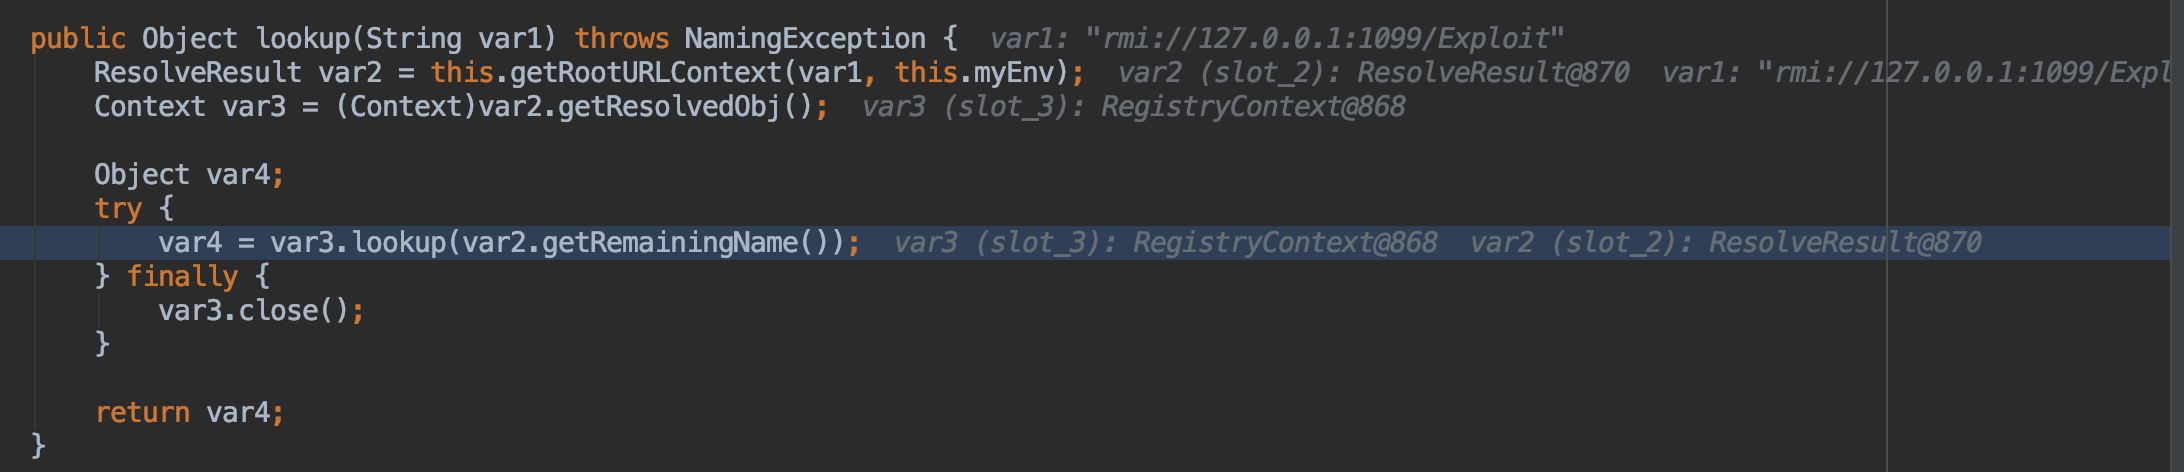 public Object lookup(String var1) throws NamingException {  var1: "rmi://127.0.0.1:1099/Exploit"
    ResolveResult var2 = this.getRootURLContext(var1, this.myEnv);  var2 (slot_2): ResolveResult@870  var1: "rmi://127.0.0.1:1099/Expl
    Context var3 = (Context)var2.getResolvedObj();  var3 (slot_3): RegistryContext@868
    Object var4;
    try {
        var4 = var3.lookup(var2.getRemainingName());  var3 (slot_3): RegistryContext@868  var2 (slot_2): ResolveResult@870
    } finally {
        var3.close();
    }
    return var4;
}